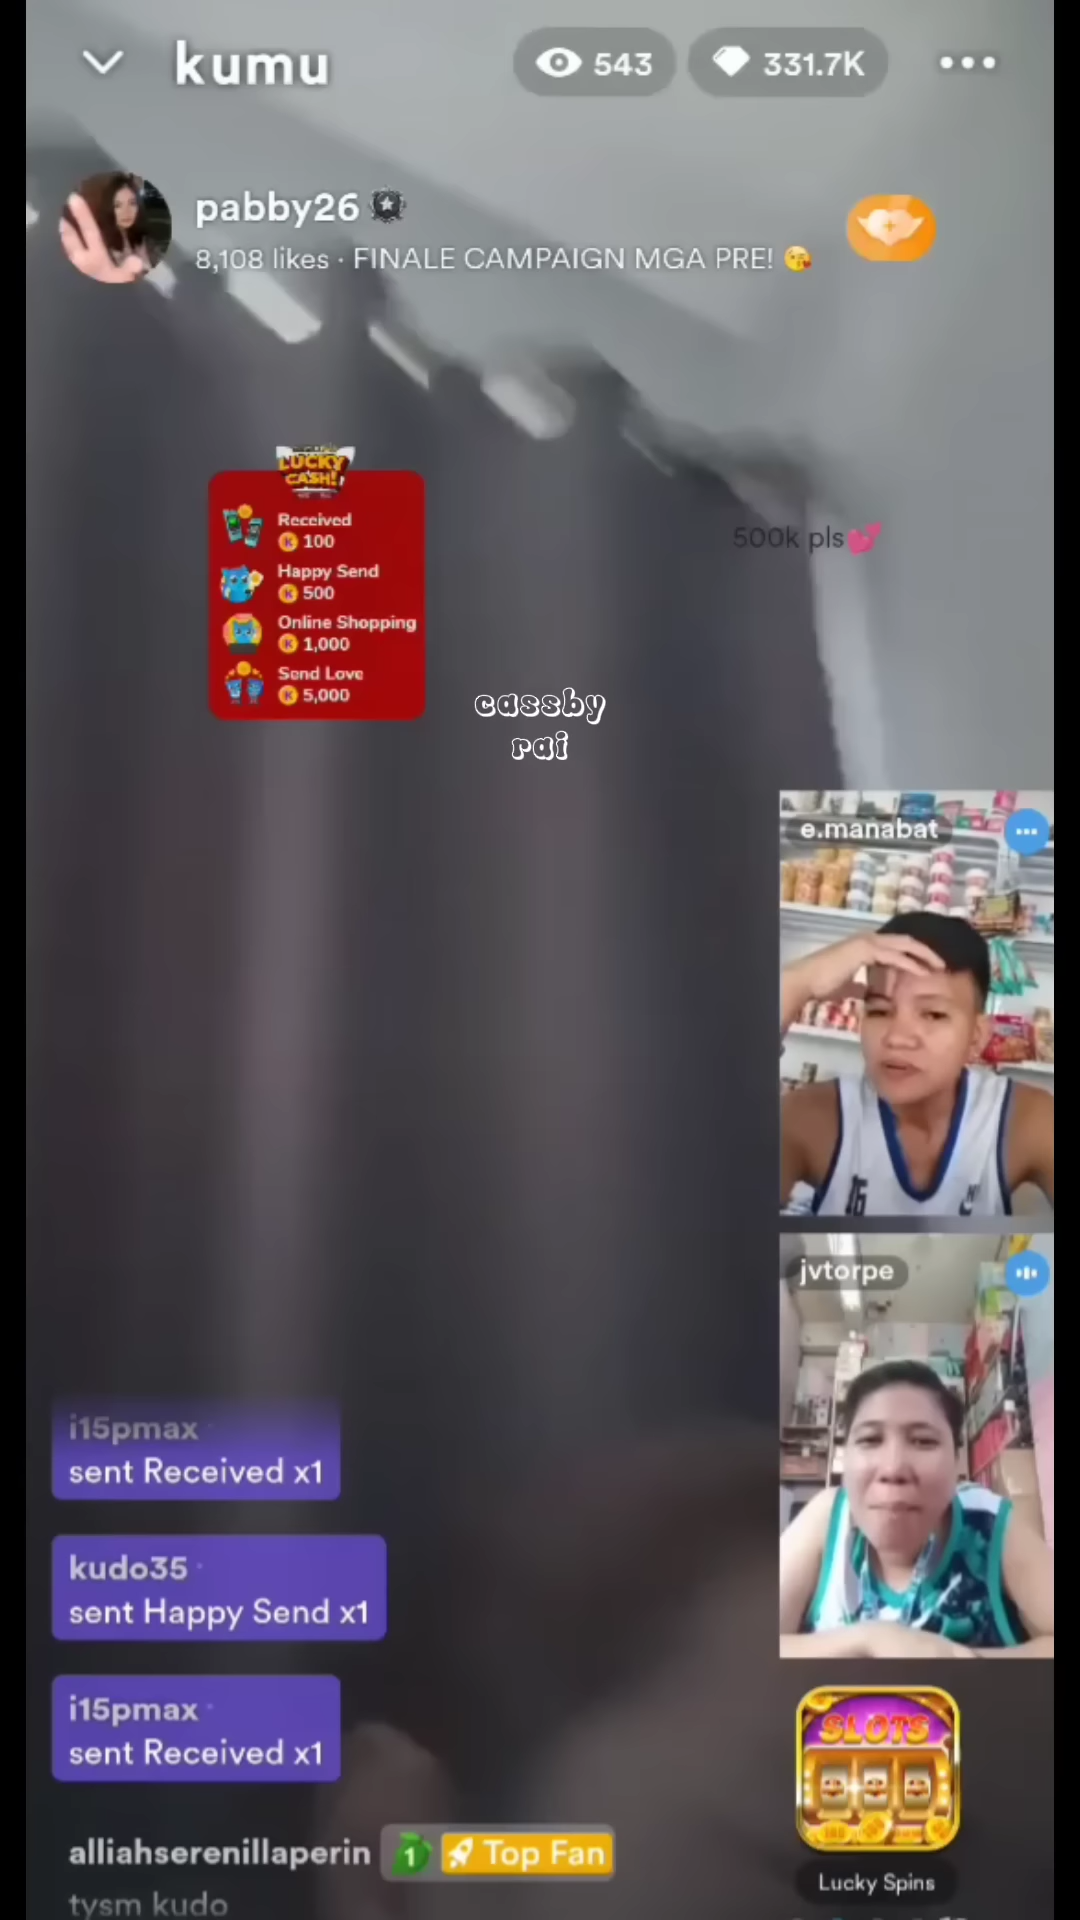 kumu
543
331.7K
pabby26
8,108 likes · FINALE CAMPAIGN MGA PRE! 😘
LUCKY
CASH!
Received
K 100
Happy Send
K 500
Online Shopping
K 1,000
Send Love
K 5,000
500k pls💕
cassby
rai
e.manabat
jvtorpe
i15pmax
sent Received x1
kudo35
sent Happy Send x1
i15pmax
sent Received x1
alliahserenillaperin 1 Top Fan
tysm kudo
SLOTS
Lucky Spins